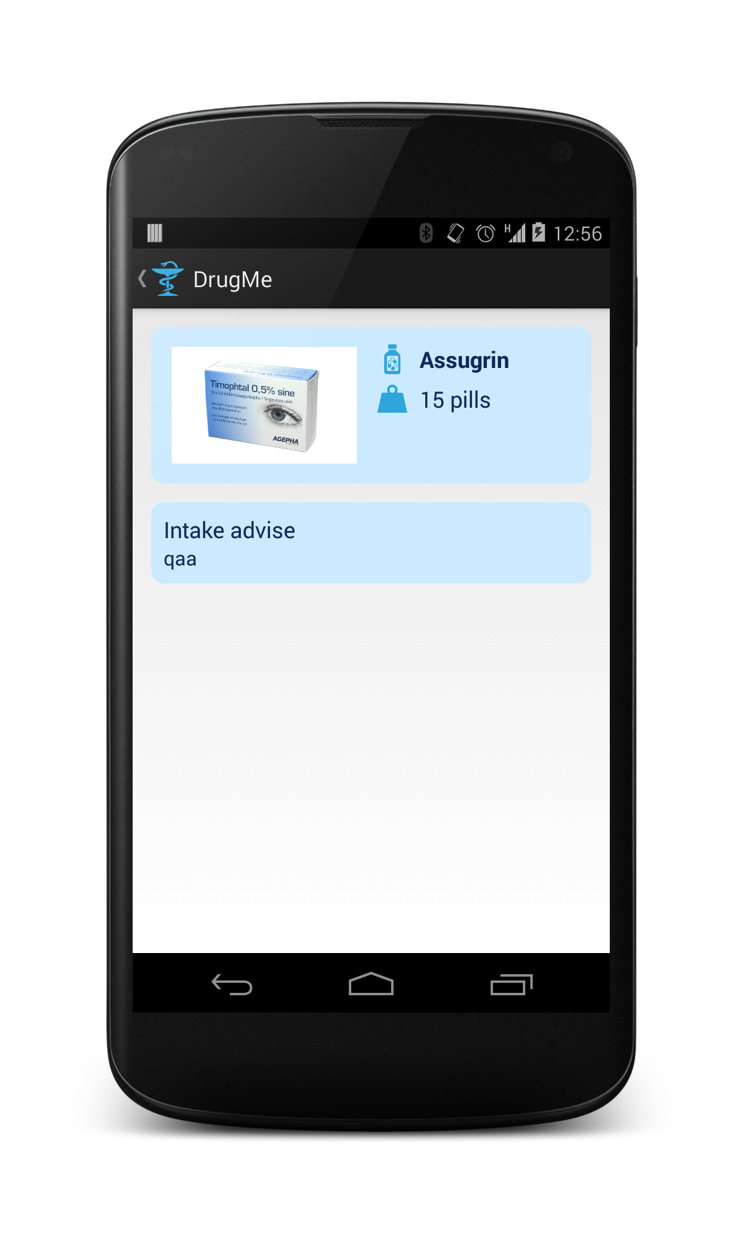 H 12:56
DrugMe
Timophtal 0,5% sine
AGEPHA
Assugrin
15 pills
Intake advise
qaa